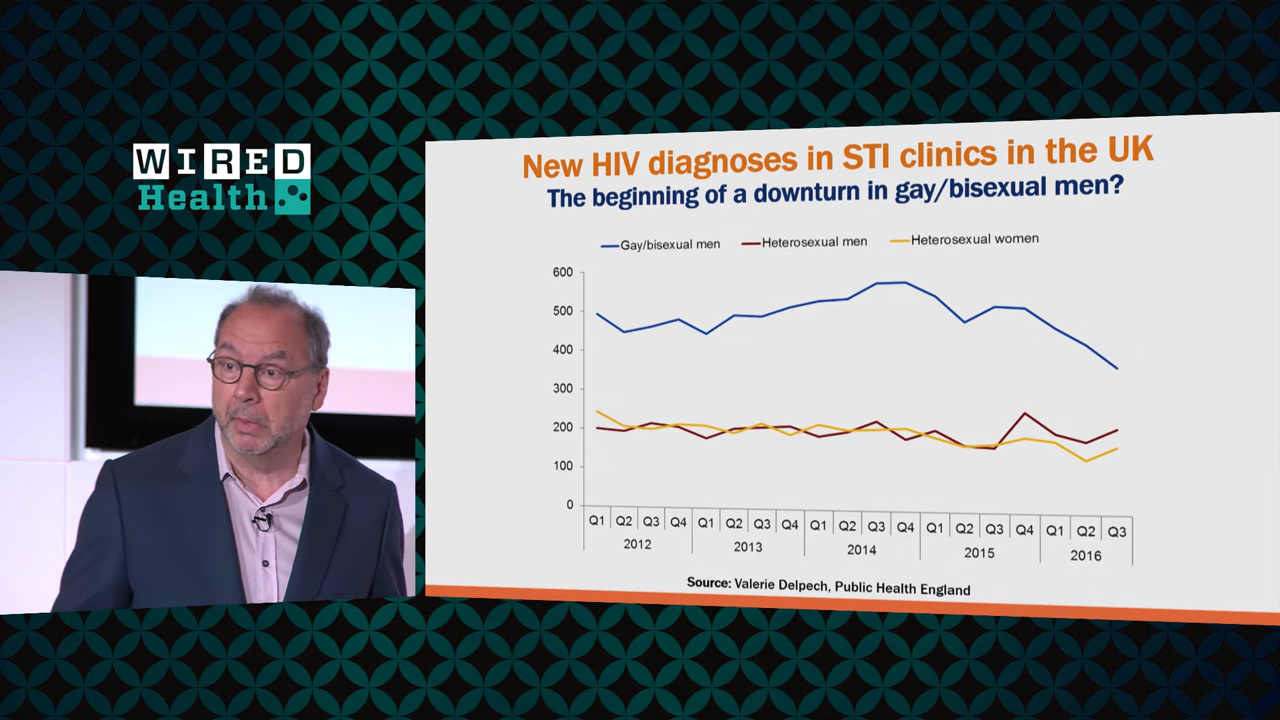 WIRED
Health
New HIV diagnoses in STI clinics in the UK
The beginning of a downturn in gay/bisexual men?
Gay/bisexual men Heterosexual men Heterosexual women
600
500
400
300
200
100
0
Q1 Q2 Q3 Q4 Q1 Q2 Q3 Q4 Q1 Q2 Q3 Q4 Q1 Q2 Q3 Q4 Q1 Q2 Q3
2012 2013 2014 2015 2016
Source: Valerie Delpech, Public Health England